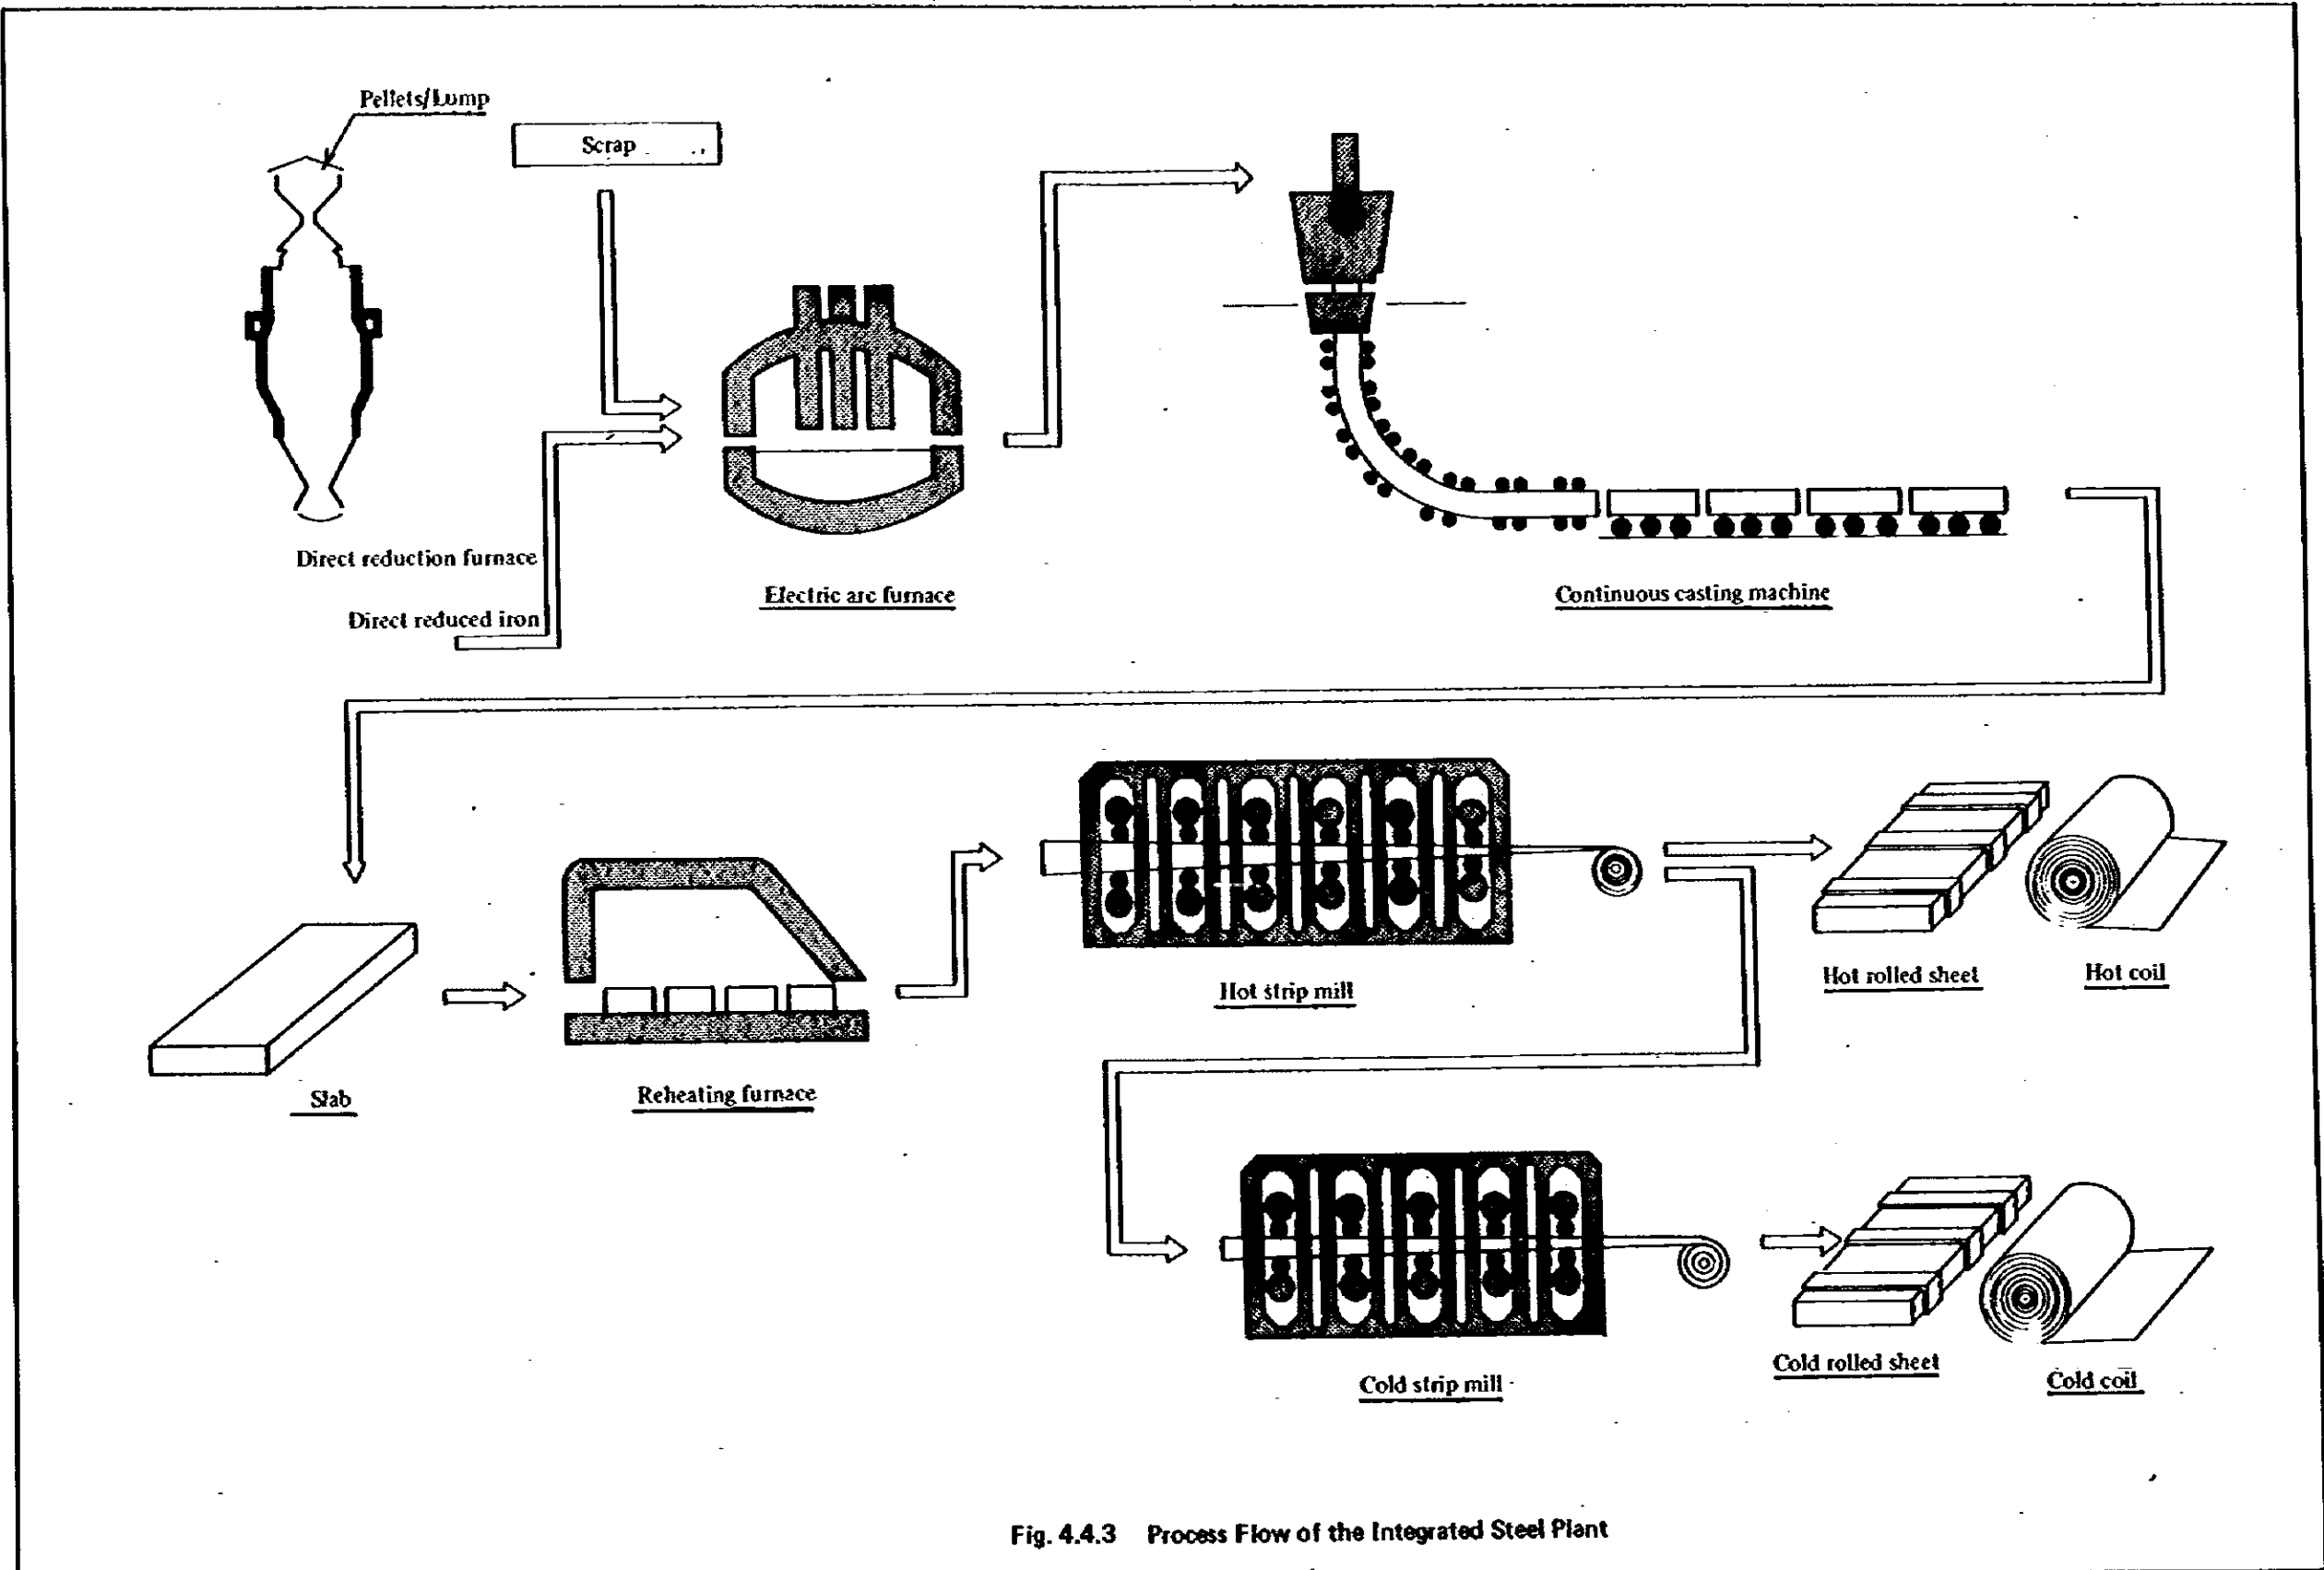 Pellets/Lump
Scrap
Direct reduction furnace
Direct reduced iron
Electric arc furnace
Continuous casting machine
Slab
Reheating furnace
Hot strip mill
Hot rolled sheet
Hot coil
Cold strip mill
Cold rolled sheet
Cold coil
Fig. 4.4.3 Process Flow of the Integrated Steel Plant